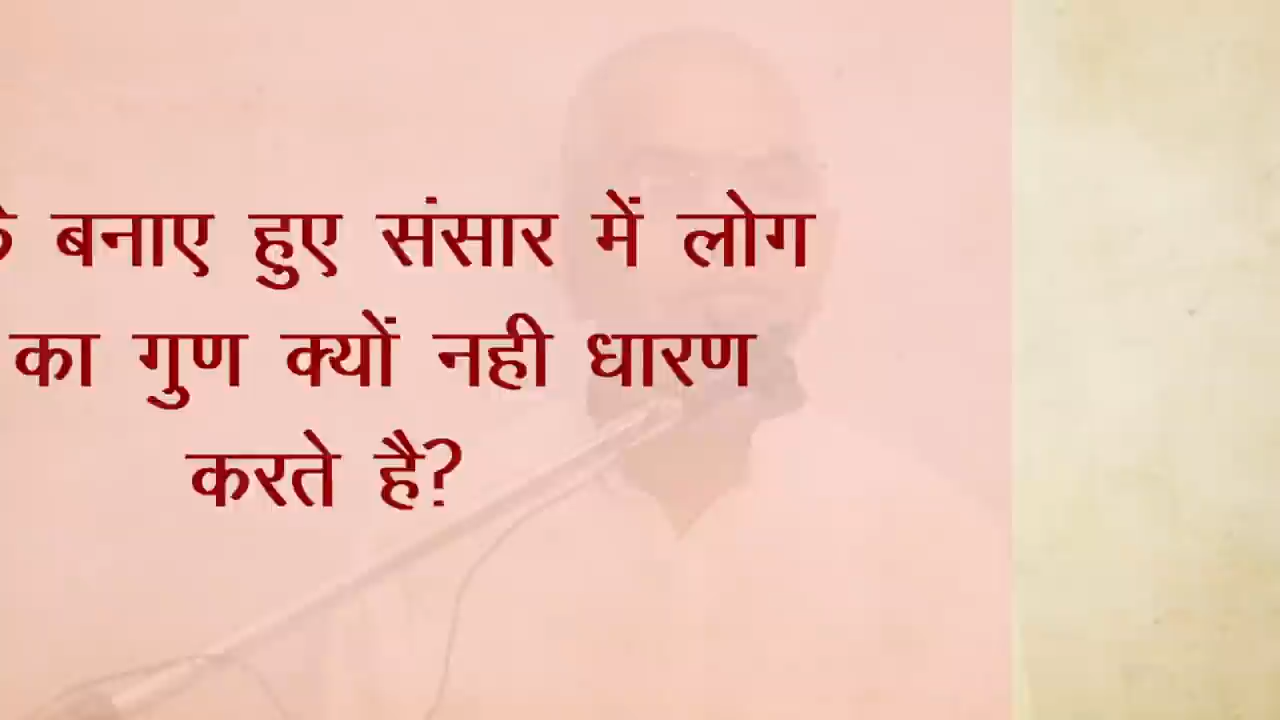 बनाए हुए संसार में लोग
का गुण क्यों नही धारण
करते है?